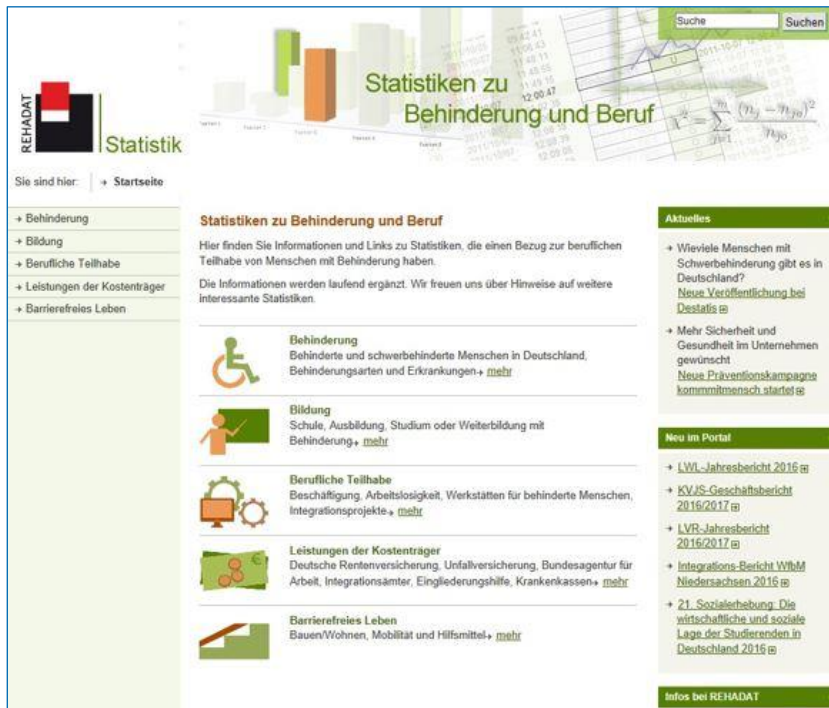 Suche
Suchen
Statistiken zu
Behinderung und Beruf
12:00:47
REHADAT
Statistik
Sie sind hier:
Startseite
Behinderung
Bildung
Berufliche Teilhabe
Leistungen der Kostenträger
Barrierefreies Leben
Statistiken zu Behinderung und Beruf
Hier finden Sie Informationen und Links zu Statistiken, die einen Bezug zur beruflichen
Teilhabe von Menschen mit Behinderung haben.
Die Informationen werden laufend ergänzt. Wir freuen uns über Hinweise auf weitere
interessante Statistiken.
Behinderung
Behinderte und schwerbehinderte Menschen in Deutschland,
Behinderungsarten und Erkrankungen → mehr
Bildung
Schule, Ausbildung, Studium oder Weiterbildung mit
Behinderung → mehr
Berufliche Teilhabe
Beschäftigung, Arbeitslosigkeit, Werkstätten für behinderte Menschen,
Integrationsprojekte → mehr
Leistungen der Kostenträger
Deutsche Rentenversicherung, Unfallversicherung, Bundesagentur für
Arbeit, Integrationsämter, Eingliederungshilfe, Krankenkassen → mehr
Barrierefreies Leben
Bauen/Wohnen, Mobilität und Hilfsmittel → mehr
Aktuelles
Wieviele Menschen mit
Schwerbehinderung gibt es in
Deutschland?
Neue Veröffentlichung bei
Destatis
Mehr Sicherheit und
Gesundheit im Unternehmen
gewünscht
Neue Präventionskampagne
kommmitmensch startet
Neu im Portal
LWL-Jahresbericht 2016
KVJS-Geschäftsbericht
2016/2017
LVR-Jahresbericht
2016/2017
Integrations-Bericht WfbM
Niedersachsen 2016
21. Sozialerhebung: Die
wirtschaftliche und soziale
Lage der Studierenden in
Deutschland 2016
Infos bei REHADAT